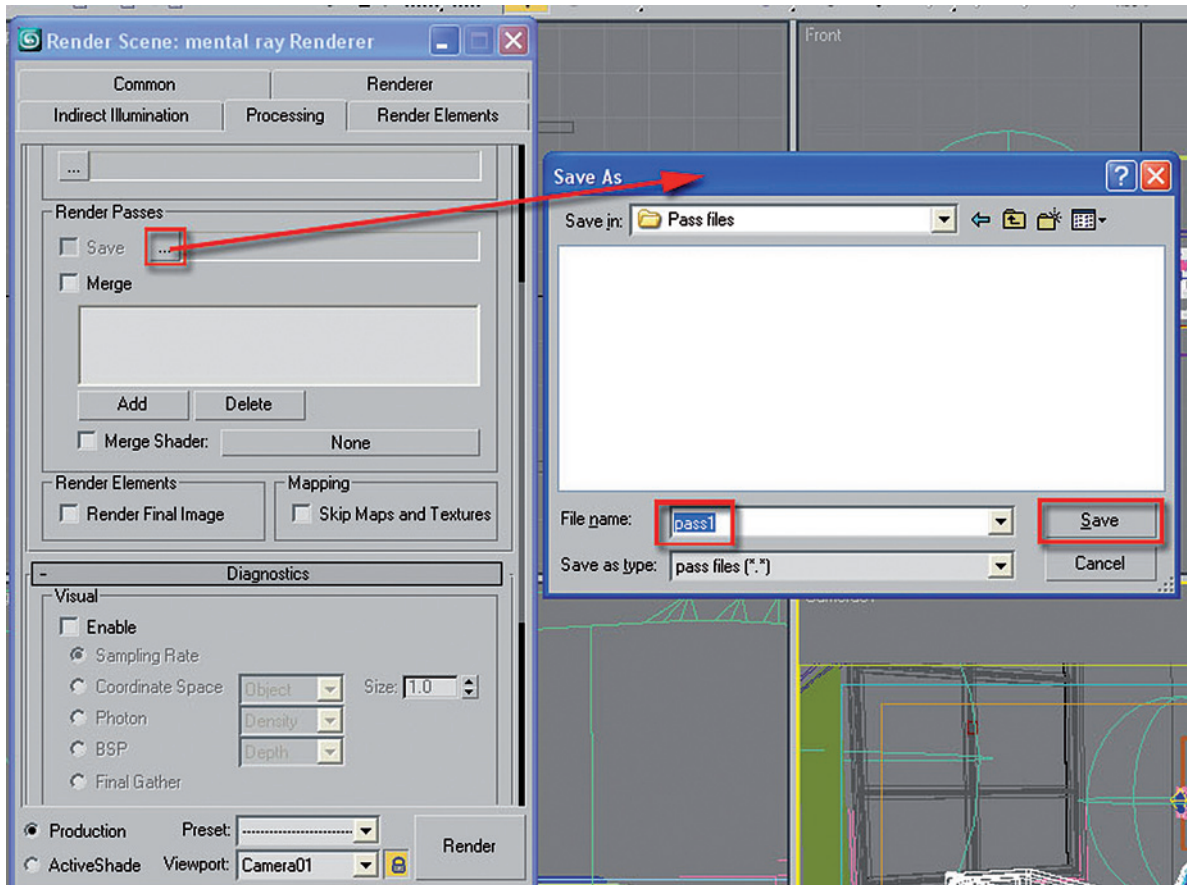 Render Scene: mental ray Renderer
Common Renderer
Indirect Illumination Processing Render Elements
...
Render Passes
Save ...
Merge
Add Delete
Merge Shader: None
Render Elements Mapping
Render Final Image Skip Maps and Textures
- Diagnostics
Visual
Enable
Sampling Rate
Coordinate Space Object Size: 1.0
Photon Density
BSP Depth
Final Gather
Production Preset: --------------------------
ActiveShade Viewport: Camera01
Render
Front
Save As
Save in: Pass files
File name: pass1 Save
Save as type: pass files (*.*) Cancel